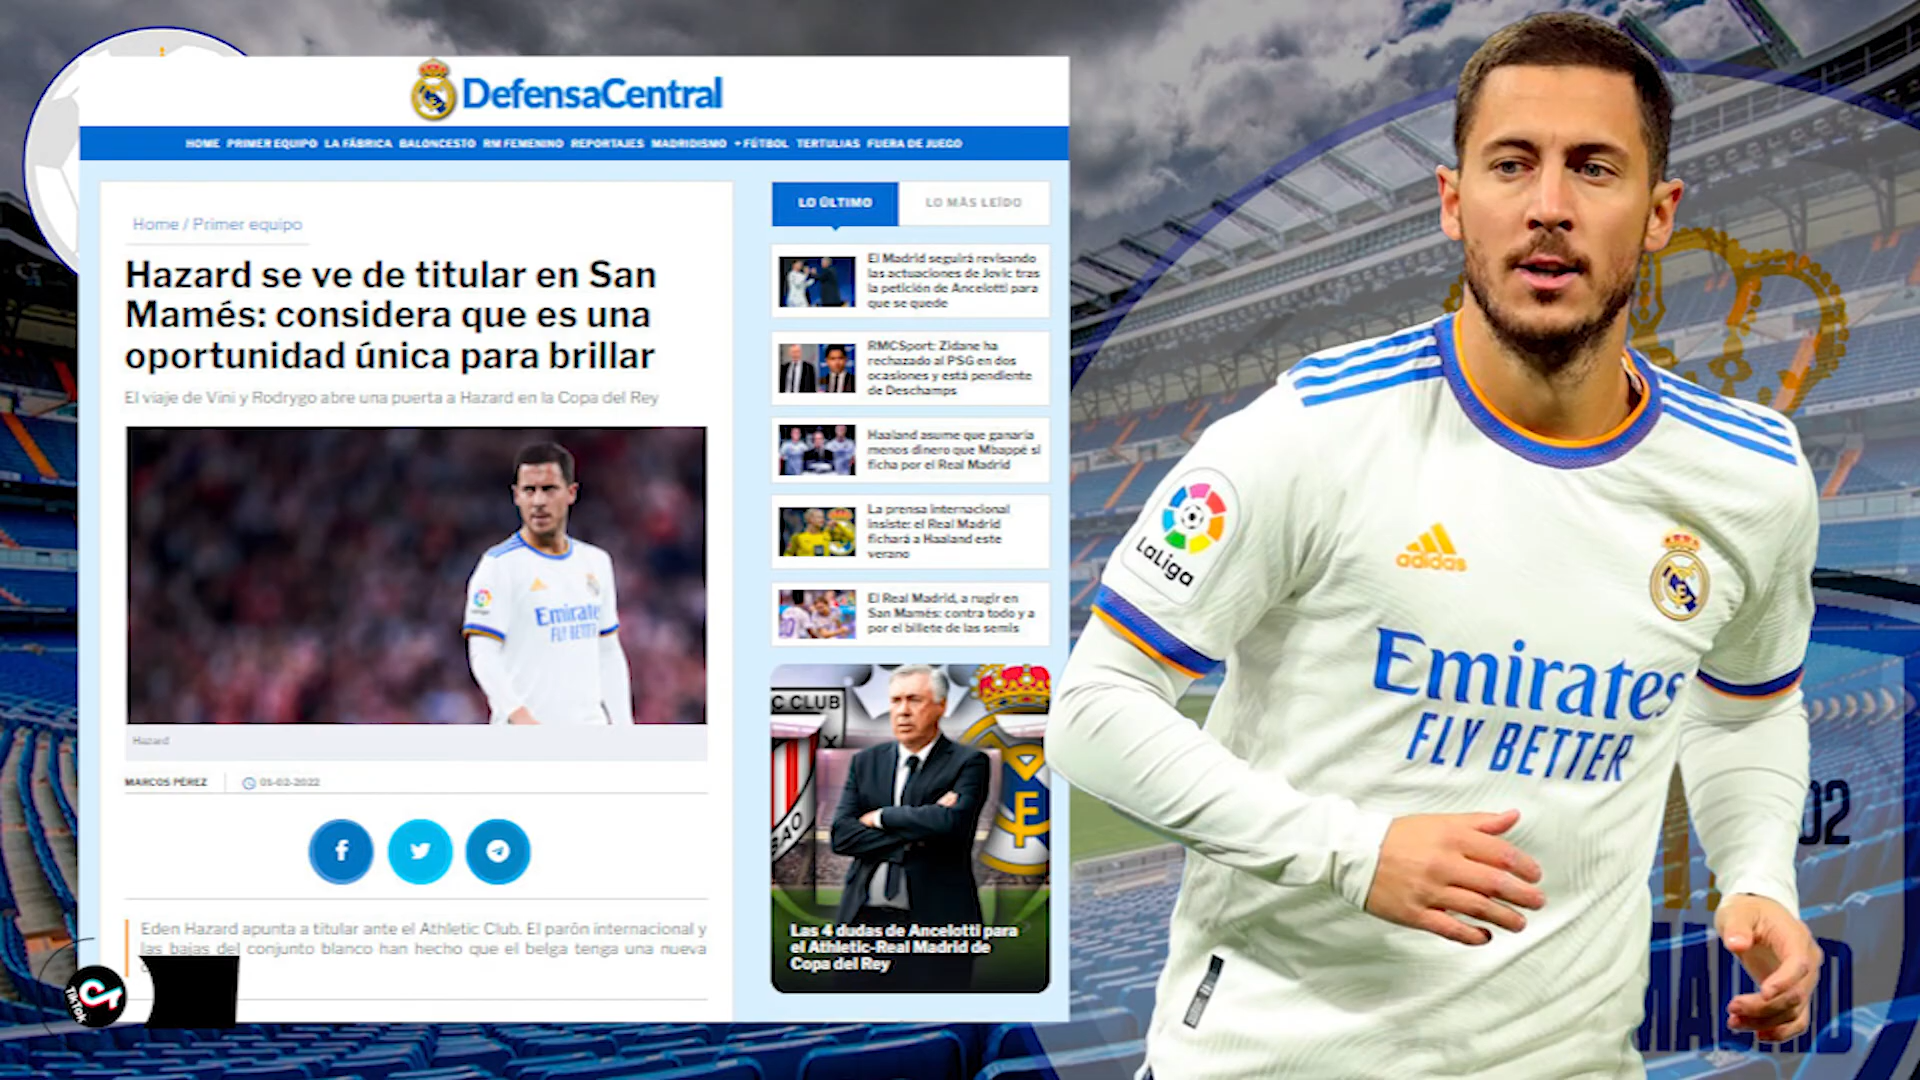 DefensaCentral
HOME PRIMER EQUIPO LA FÁBRICA BALONCESTO RM FEMENINO REPORTAJES MADRIDISMO + FÚTBOL TERTULIAS FUERA DE JUEGO
Home / Primer equipo
Hazard se ve de titular en San
Mamés: considera que es una
oportunidad única para brillar
El viaje de Vini y Rodrygo abre una puerta a Hazard en la Copa del Rey
Emirates
FLY BETTER
Hazard
MARCOS PÉREZ
01-02-2022
Eden Hazard apunta a titular ante el Athletic Club. El parón internacional y
las bajas del conjunto blanco han hecho que el belga tenga una nueva
TikTok
LO ÚLTIMO
LO MÁS LEÍDO
El Madrid seguirá revisando
las actuaciones de Jovic tras
la petición de Ancelotti para
que se quede
RMCSport: Zidane ha
rechazado al PSG en dos
ocasiones y está pendiente
de Deschamps
Haaland asume que ganaría
menos dinero que Mbappé si
ficha por el Real Madrid
La prensa internacional
insiste: el Real Madrid
fichará a Haaland este
verano
El Real Madrid, a rugir en
San Mamés: contra todo y a
por el billete de las semis
C CLUB
BAO
Las 4 dudas de Ancelotti para
el Athletic-Real Madrid de
Copa del Rey
LaLiga
adidas
Emirates
FLY BETTER
02
MADRID